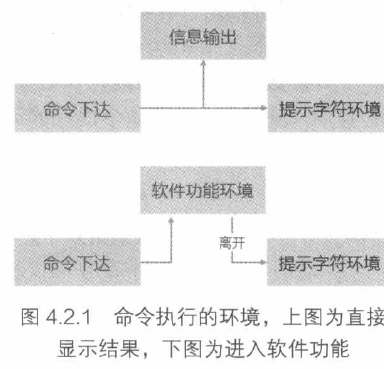 信息输出
命令下达
提示字符环境
软件功能环境
离开
命令下达
提示字符环境
图 4.2.1 命令执行的环境，上图为直接
显示结果，下图为进入软件功能